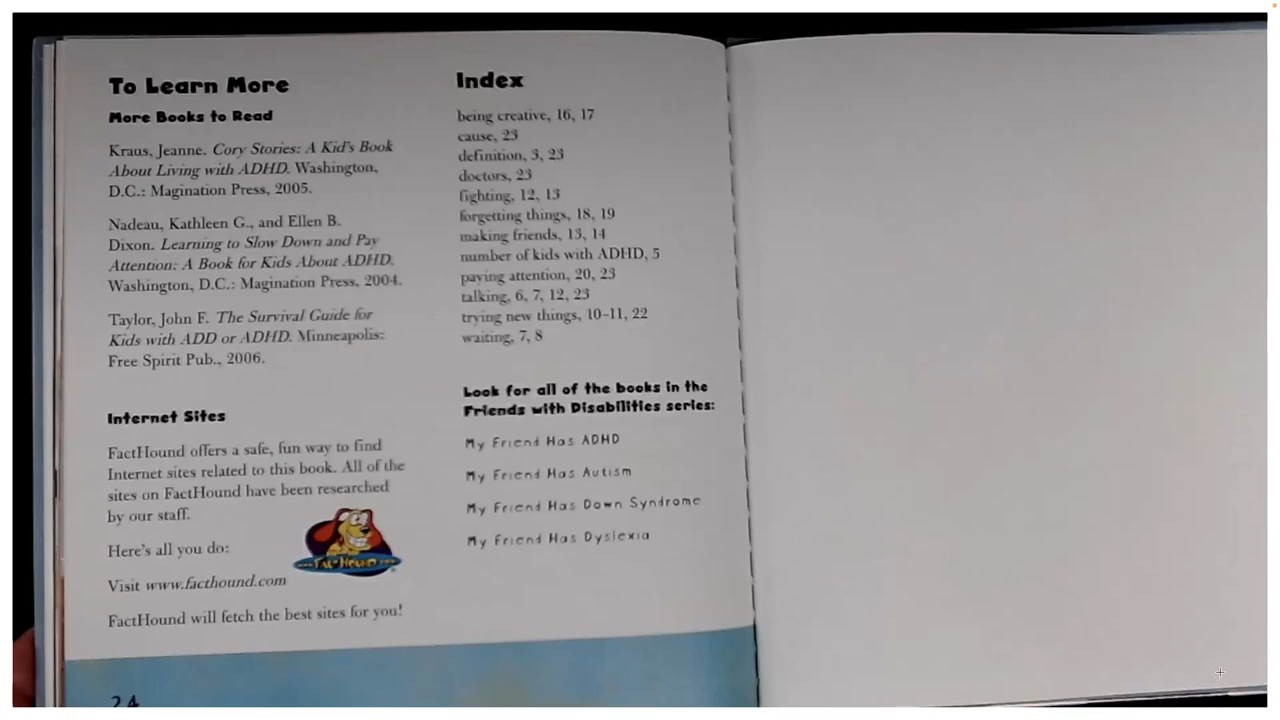 To Learn More
More Books to Read
Kraus, Jeanne. Cory Stories: A Kid's Book
About Living with ADHD. Washington,
D.C.: Magination Press, 2005.
Nadeau, Kathleen G., and Ellen B.
Dixon. Learning to Slow Down and Pay
Attention: A Book for Kids About ADHD.
Washington, D.C.: Magination Press, 2004.
Taylor, John F. The Survival Guide for
Kids with ADD or ADHD. Minneapolis:
Free Spirit Pub., 2006.
Internet Sites
FactHound offers a safe, fun way to find
Internet sites related to this book. All of the
sites on FactHound have been researched
by our staff.
Here's all you do:
Visit www.facthound.com
FactHound will fetch the best sites for you!
FACT HOUND
24
Index
being creative, 16, 17
cause, 23
definition, 3, 23
doctors, 23
fighting, 12, 13
forgetting things, 18, 19
making friends, 13, 14
number of kids with ADHD, 5
paying attention, 20, 23
talking, 6, 7, 12, 23
trying new things, 10–11, 22
waiting, 7, 8
Look for all of the books in the
Friends with Disabilities series:
My Friend Has ADHD
My Friend Has Autism
My Friend Has Down Syndrome
My Friend Has Dyslexia